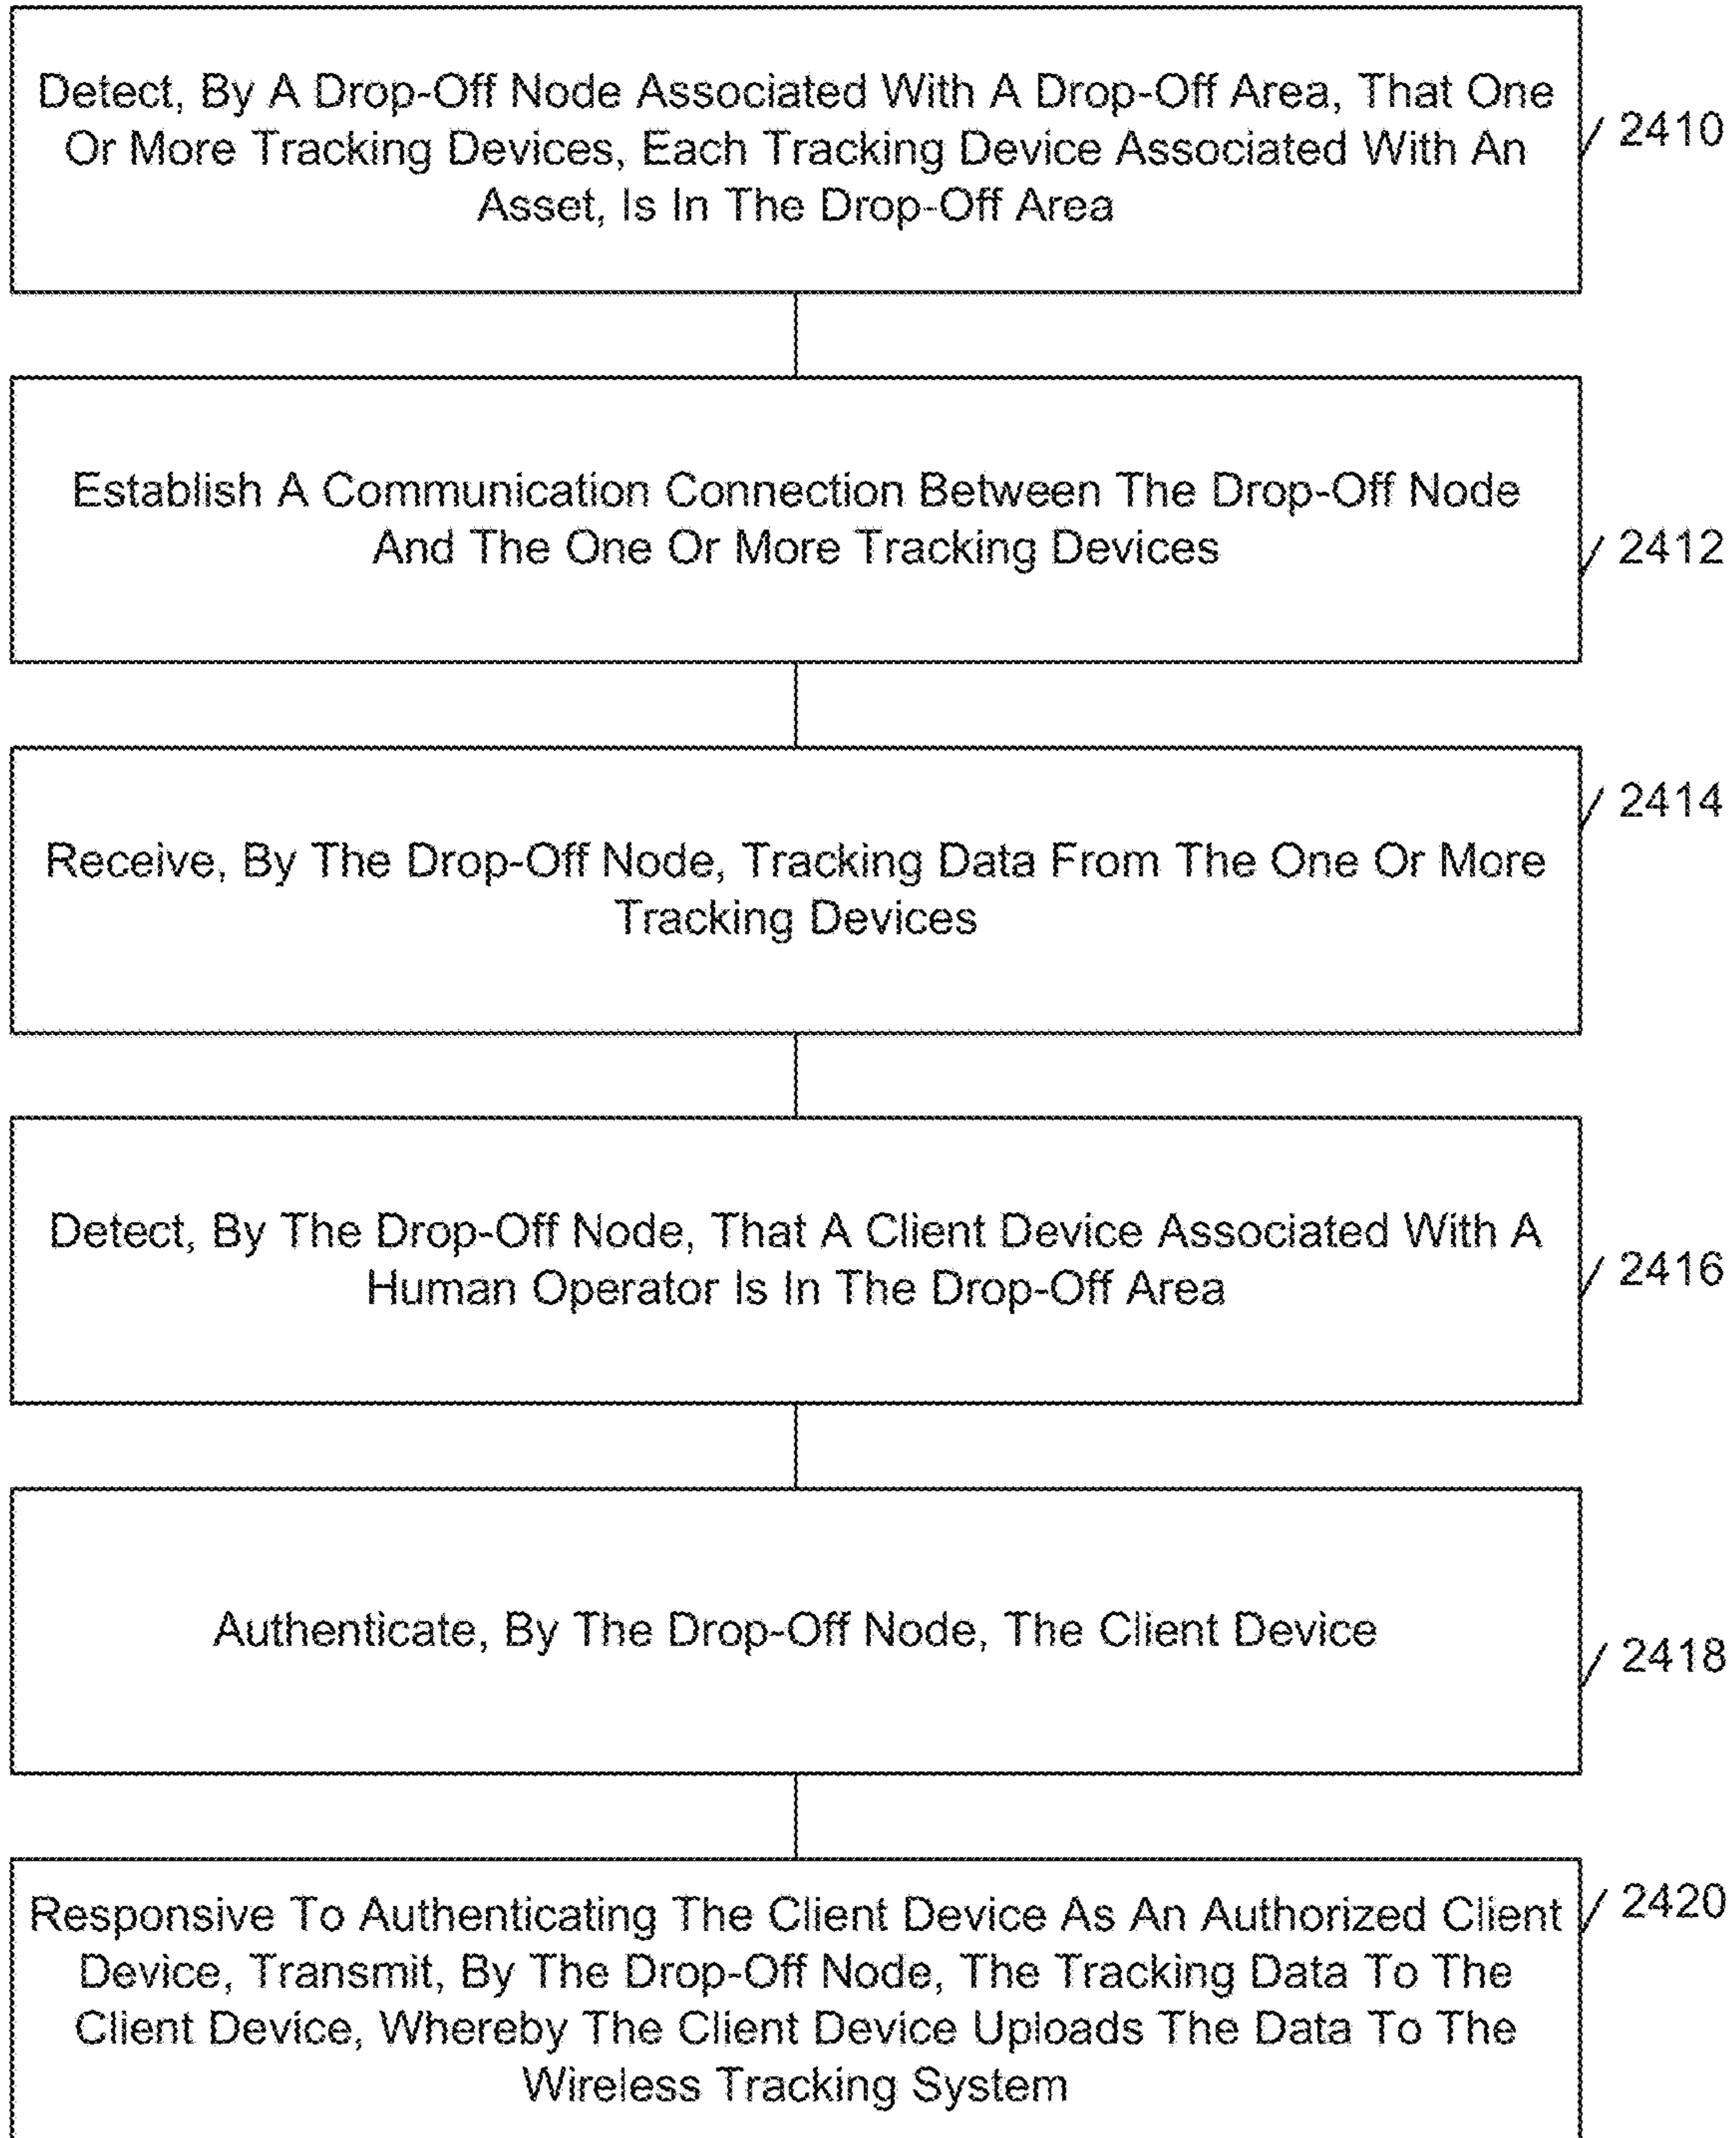 Detect, By A Drop-Off Node Associated With A Drop-Off Area, That One
Or More Tracking Devices, Each Tracking Device Associated With An
Asset, Is In The Drop-Off Area
2410
Establish A Communication Connection Between The Drop-Off Node
And The One Or More Tracking Devices
2412
2414
Receive, By The Drop-Off Node, Tracking Data From The One Or More
Tracking Devices
Detect, By The Drop-Off Node, That A Client Device Associated With A
Human Operator Is In The Drop-Off Area
2416
Authenticate, By The Drop-Off Node, The Client Device
2418
Responsive To Authenticating The Client Device As An Authorized Client
Device, Transmit, By The Drop-Off Node, The Tracking Data To The
Client Device, Whereby The Client Device Uploads The Data To The
Wireless Tracking System
2420